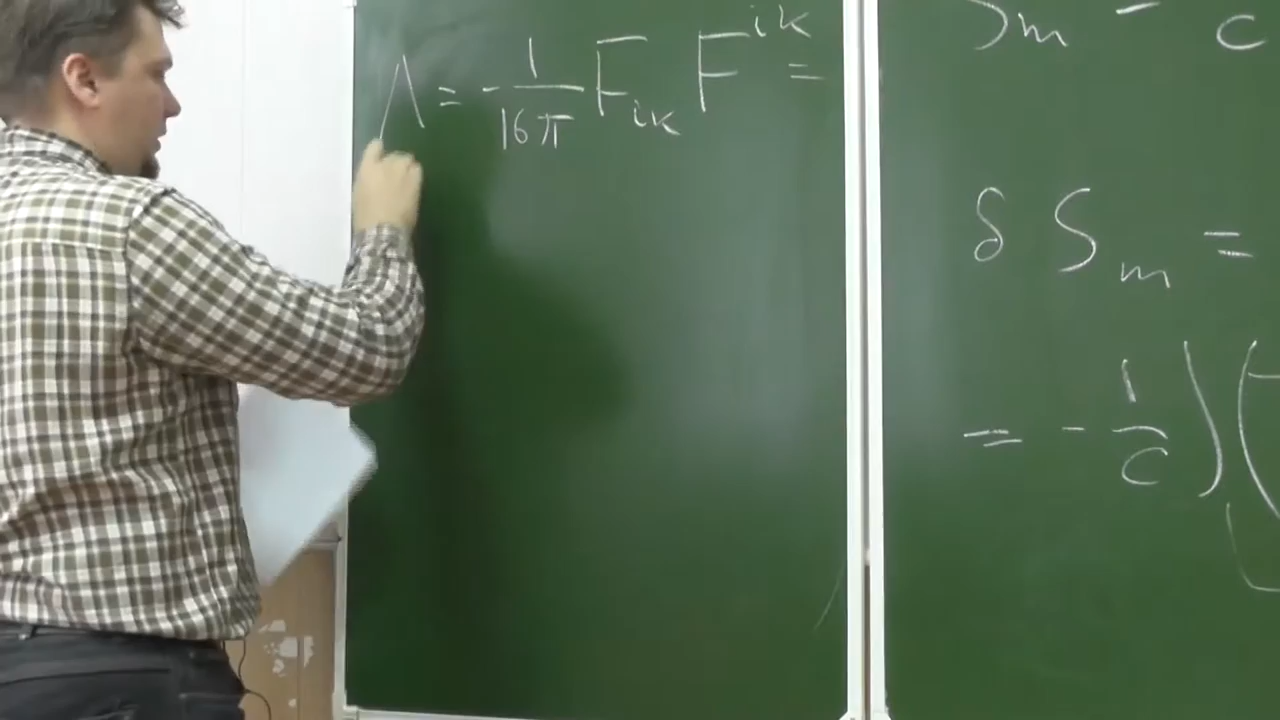 Λ = - 1/16π F_ik F^ik =
S_m - c
δ S_m =
= - 1/c ∫ (